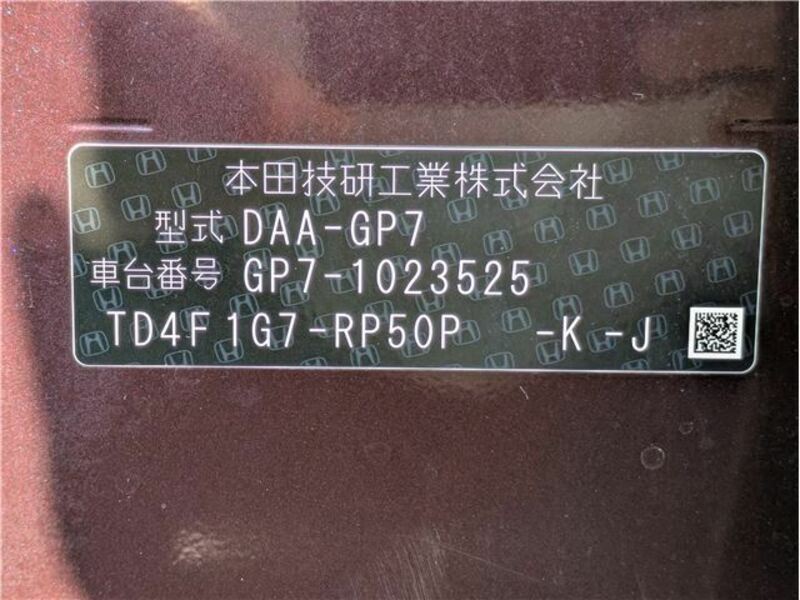 本田技研工業株式会社
型式 DAA-GP7
車台番号 GP7-1023525
TD4F 1G7-RP50P -K -J